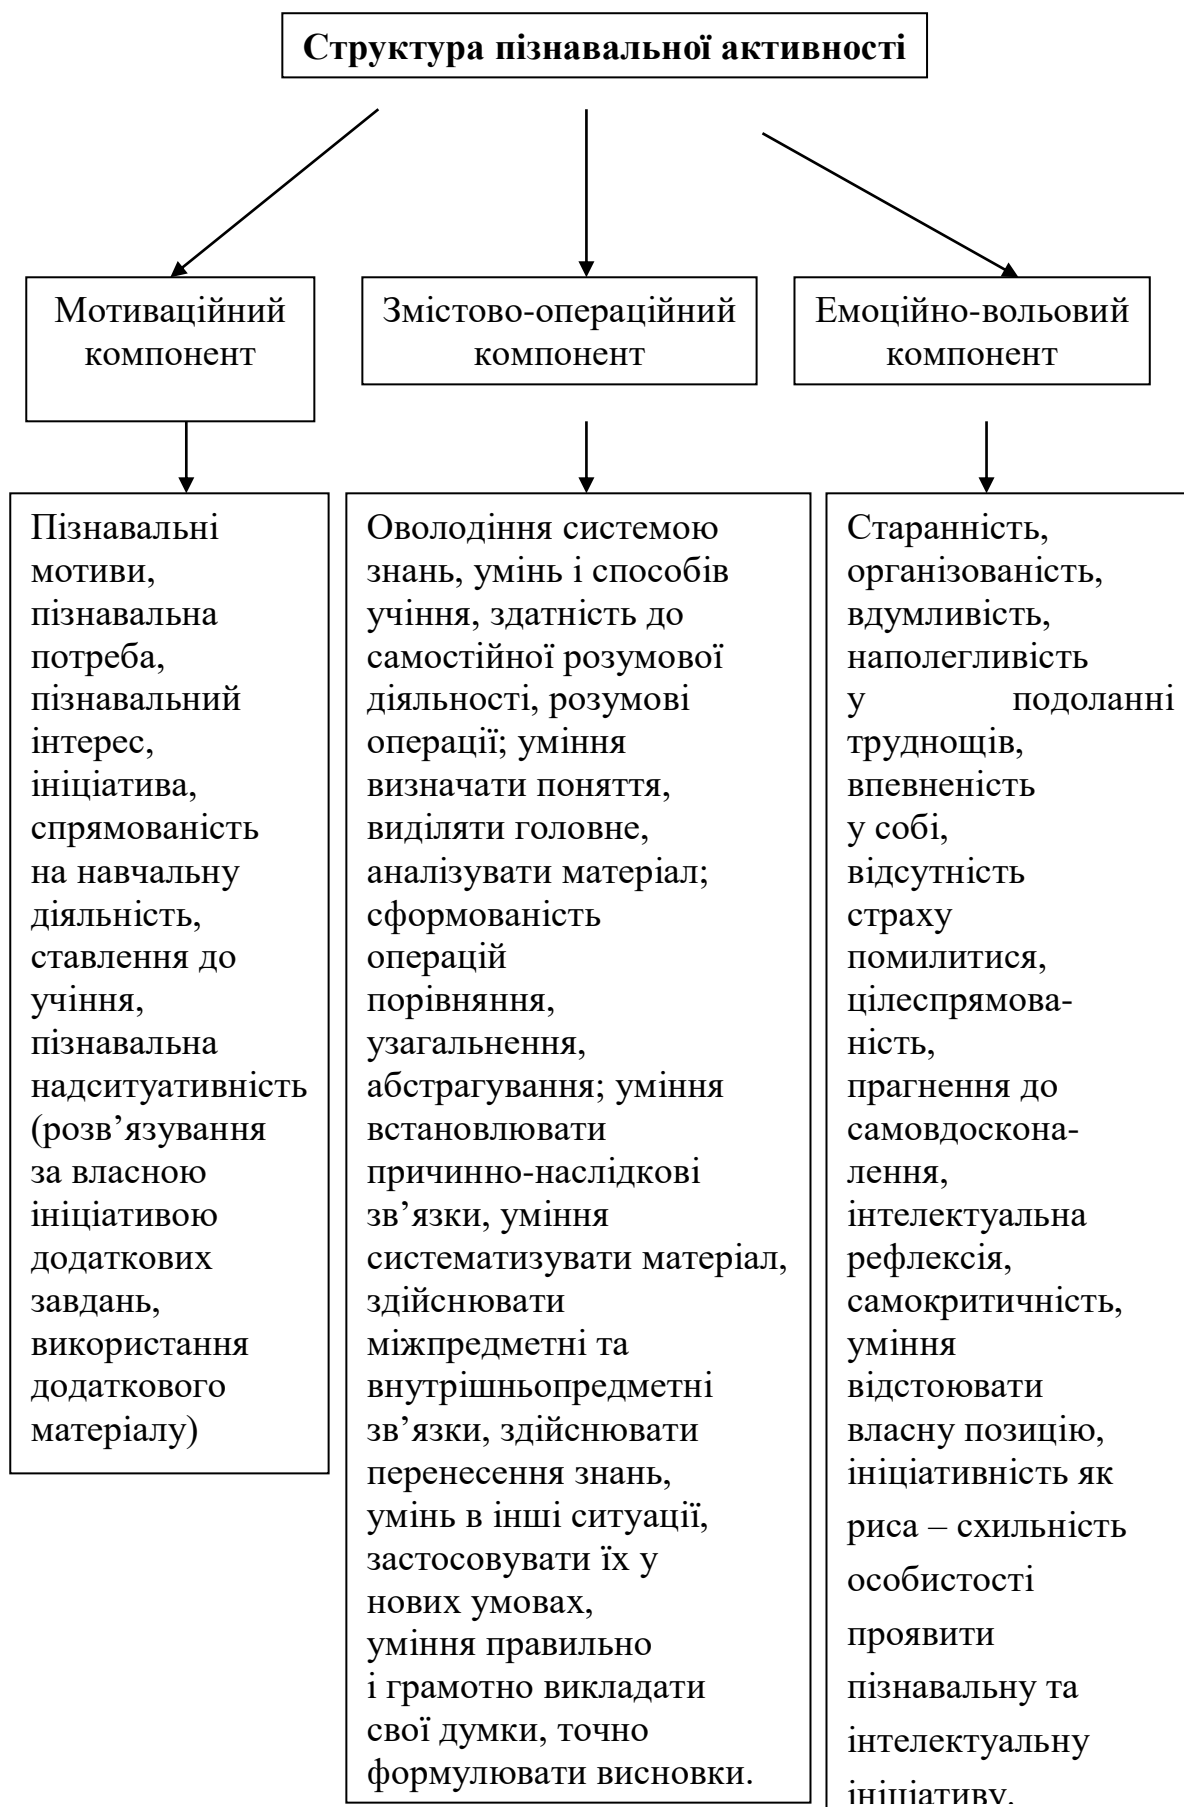 Структура пізнавальної активності
Мотиваційний
компонент
Змістово-операційний
компонент
Емоційно-вольовий
компонент
Пізнавальні
мотиви,
пізнавальна
потреба,
пізнавальний
інтерес,
ініціатива,
спрямованість
на навчальну
діяльність,
ставлення до
учіння,
пізнавальна
надситуативність
(розв’язування
за власною
ініціативою
додаткових
завдань,
використання
додаткового
матеріалу)
Оволодіння системою
знань, умінь і способів
учіння, здатність до
самостійної розумової
діяльності, розумові
операції; уміння
визначати поняття,
виділяти головне,
аналізувати матеріал;
сформованість
операцій
порівняння,
узагальнення,
абстрагування; уміння
встановлювати
причинно-наслідкові
зв’язки, уміння
систематизувати матеріал,
здійснювати
міжпредметні та
внутрішньопредметні
зв’язки, здійснювати
перенесення знань,
умінь в інші ситуації,
застосовувати їх у
нових умовах,
уміння правильно
і грамотно викладати
свої думки, точно
формулювати висновки.
Старанність,
організованість,
вдумливість,
наполегливість
у подоланні
труднощів,
впевненість
у собі,
відсутність
страху
помилитися,
цілеспрямова-
ність,
прагнення до
самовдоскона-
лення,
інтелектуальна
рефлексія,
самокритичність,
уміння
відстоювати
власну позицію,
ініціативність як
риса – схильність
особистості
проявити
пізнавальну та
інтелектуальну
ініціативу.